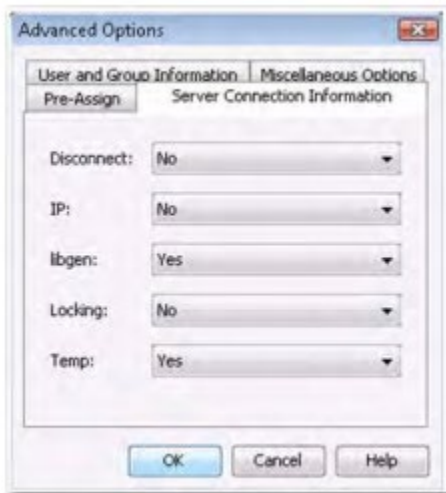 Advanced Options
User and Group Information Miscellaneous Options
Pre-Assign Server Connection Information
Disconnect: No
IP: No
libgen: Yes
Locking: No
Temp: Yes
OK Cancel Help